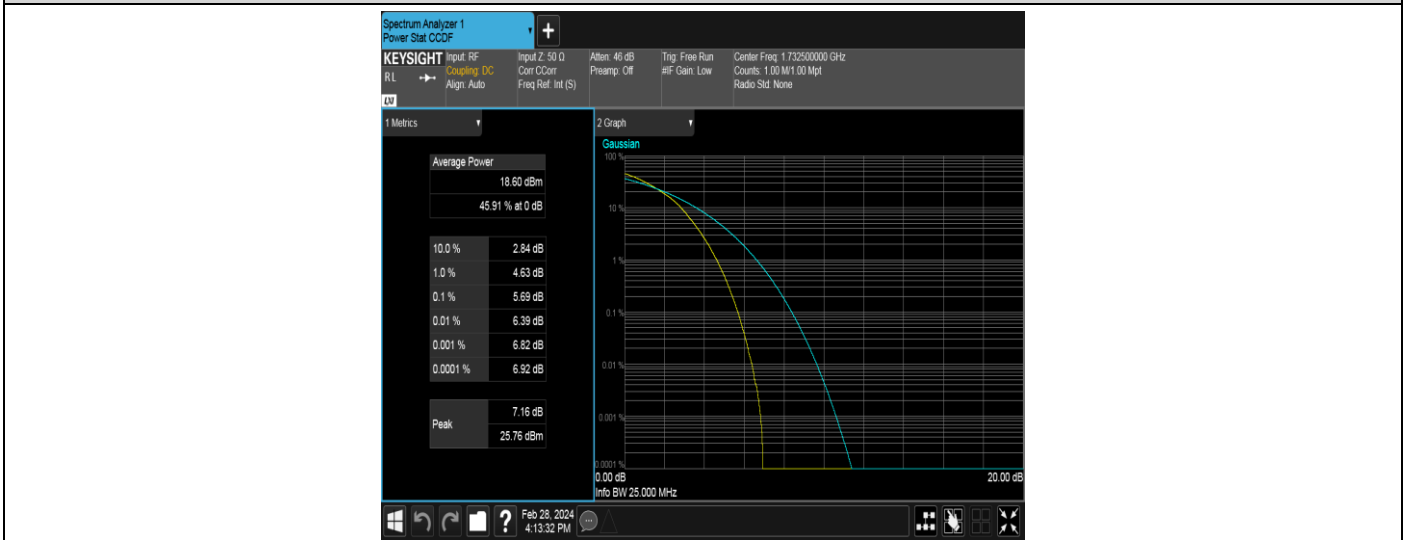 Spectrum Analyzer 1
Power Stat CCDF
+
KEYSIGHT
RL
LXI
Input: RF
Coupling: DC
Align: Auto
Input Z: 50 Ω
Corr CCorr
Freq Ref: Int (S)
Atten: 46 dB
Preamp: Off
Trig: Free Run
#IF Gain: Low
Center Freq: 1.732500000 GHz
Counts: 1.00 M/1.00 Mpt
Radio Std: None
1 Metrics
Average Power
18.60 dBm
45.91 % at 0 dB
10.0 % 2.84 dB
1.0 % 4.63 dB
0.1 % 5.69 dB
0.01 % 6.39 dB
0.001 % 6.82 dB
0.0001 % 6.92 dB
Peak
7.16 dB
25.76 dBm
2 Graph
Gaussian
100 %
10 %
1 %
0.1 %
0.01 %
0.001 %
0.0001 %
0.00 dB 20.00 dB
Info BW 25.000 MHz
?
Feb 28, 2024
4:13:32 PM